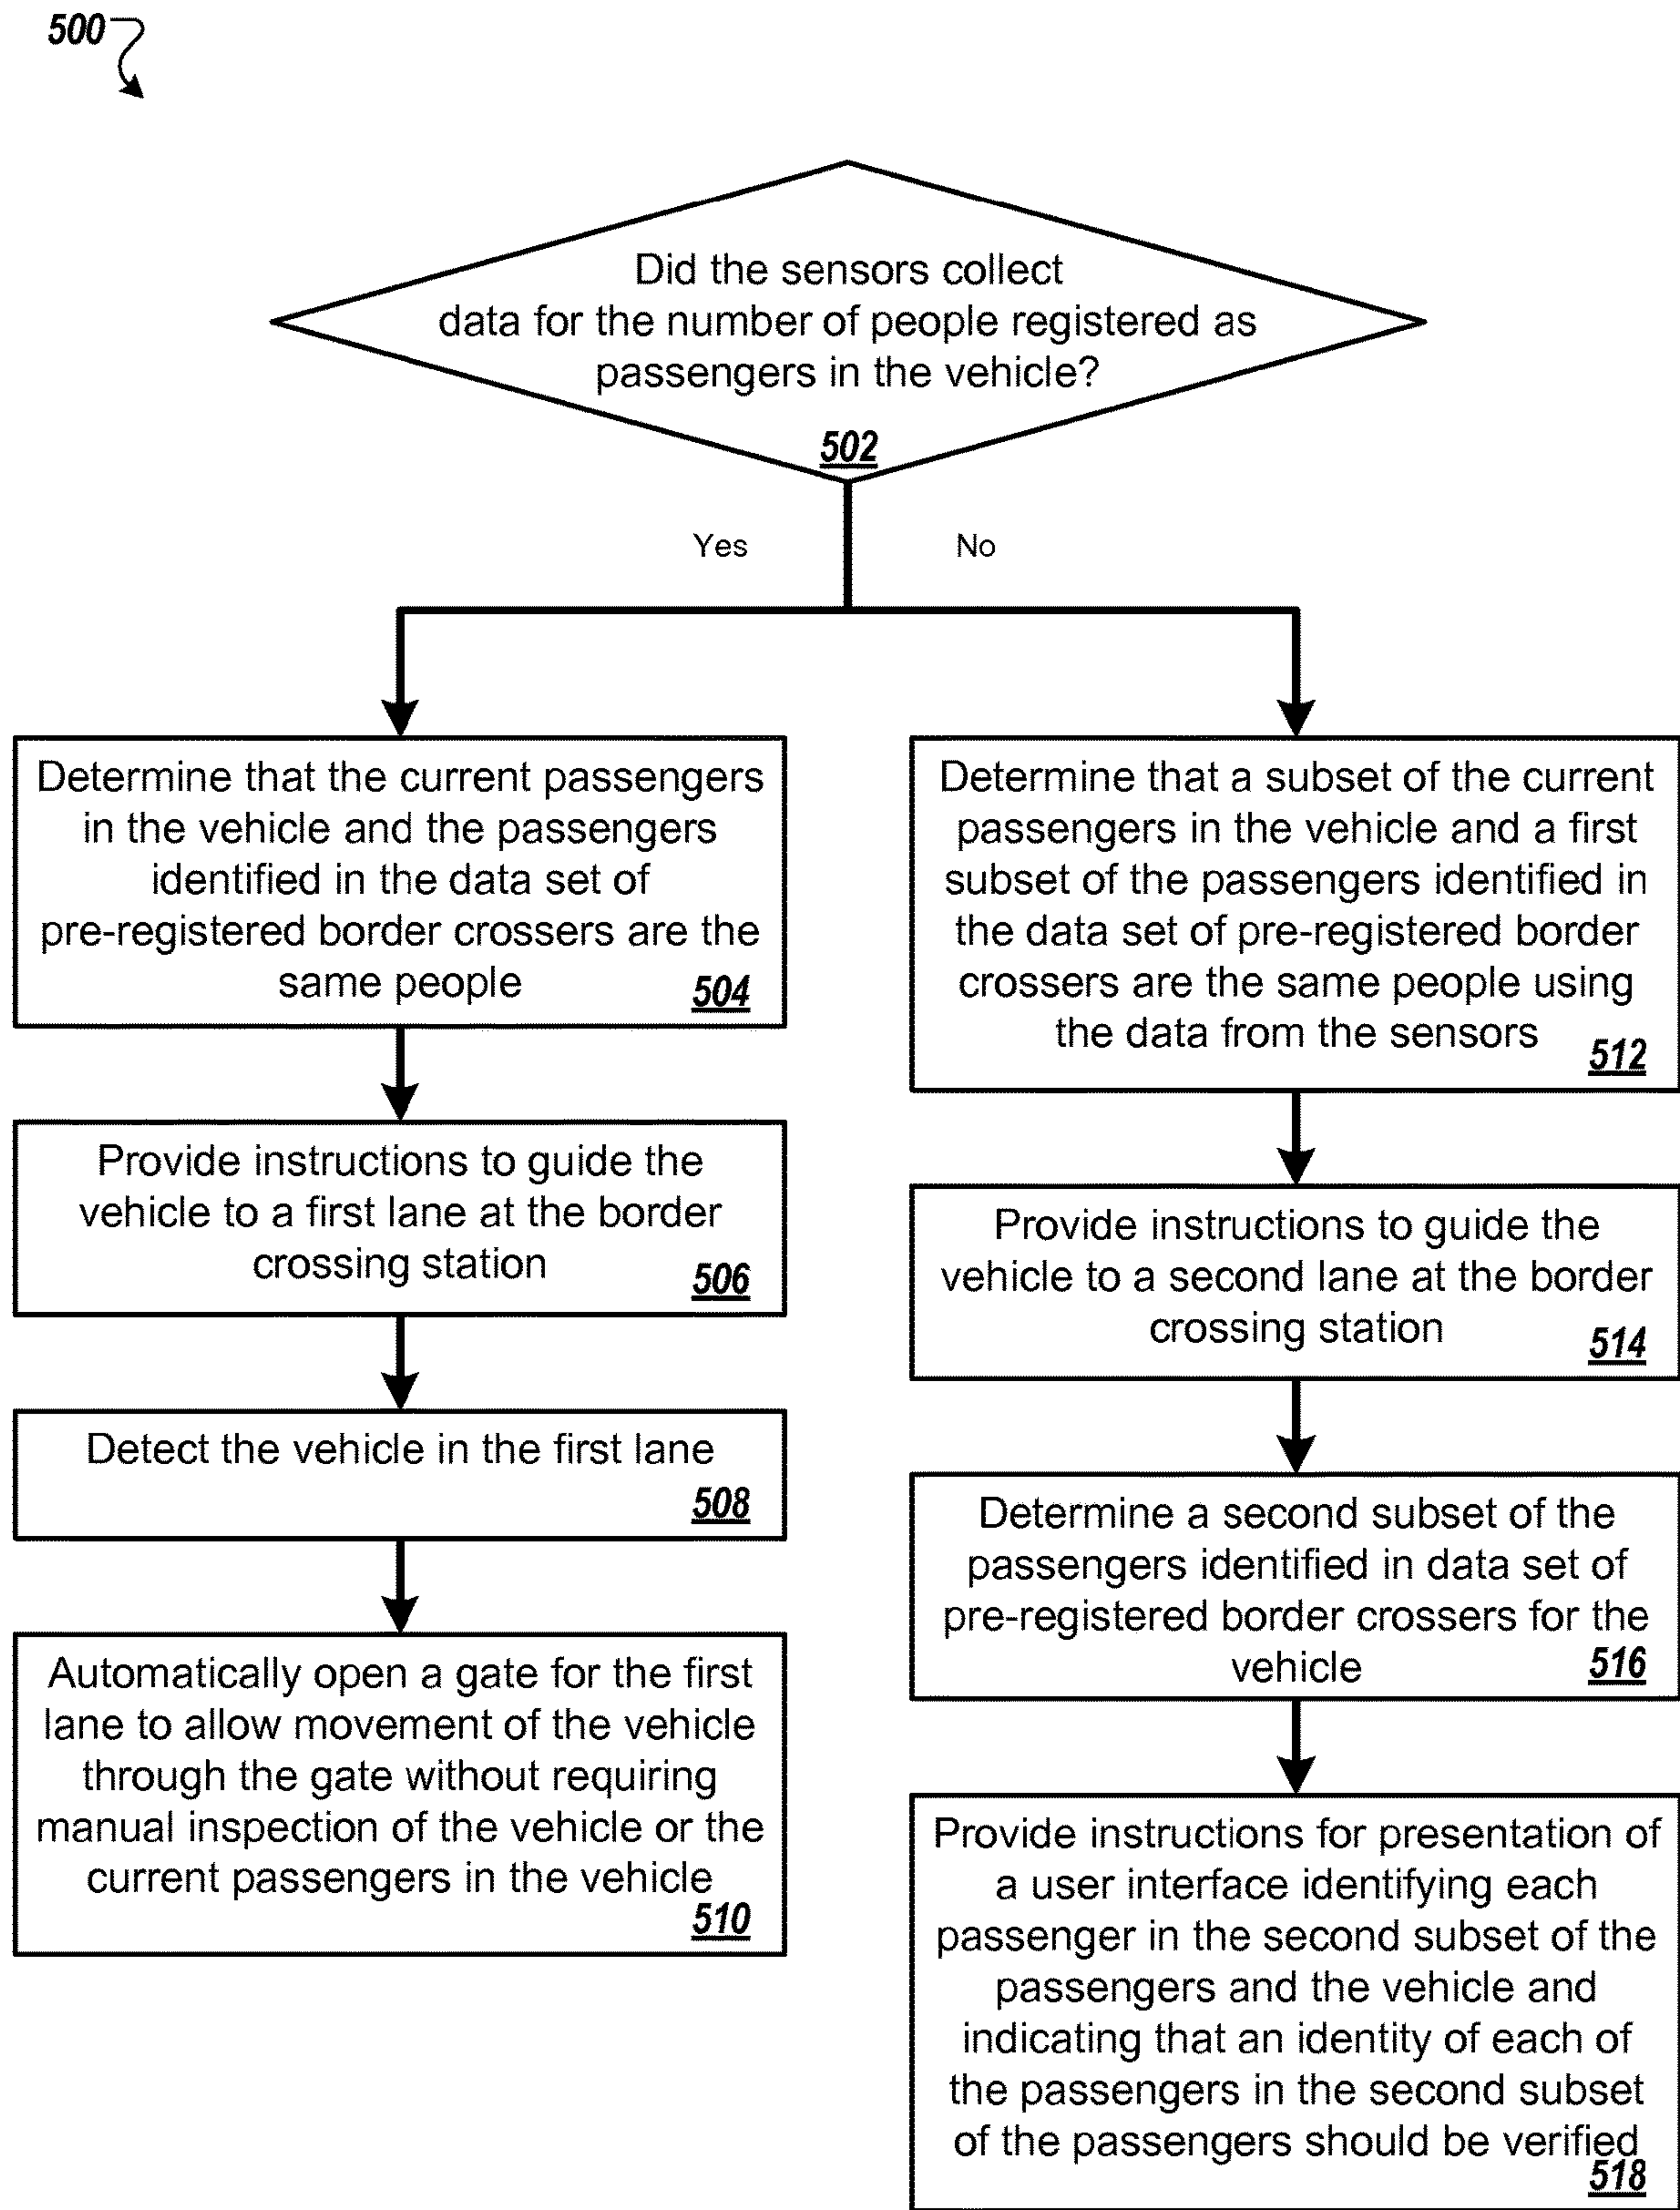 500
Did the sensors collect
data for the number of people registered as
passengers in the vehicle?
502
Yes
No
Determine that the current passengers
in the vehicle and the passengers
identified in the data set of
pre-registered border crossers are the
same people
504
Provide instructions to guide the
vehicle to a first lane at the border
crossing station
506
Detect the vehicle in the first lane
508
Automatically open a gate for the first
lane to allow movement of the vehicle
through the gate without requiring
manual inspection of the vehicle or the
current passengers in the vehicle
510
Determine that a subset of the current
passengers in the vehicle and a first
subset of the passengers identified in
the data set of pre-registered border
crossers are the same people using
the data from the sensors
512
Provide instructions to guide the
vehicle to a second lane at the border
crossing station
514
Determine a second subset of the
passengers identified in data set of
pre-registered border crossers for the
vehicle
516
Provide instructions for presentation of
a user interface identifying each
passenger in the second subset of the
passengers and the vehicle and
indicating that an identity of each of
the passengers in the second subset
of the passengers should be verified
518